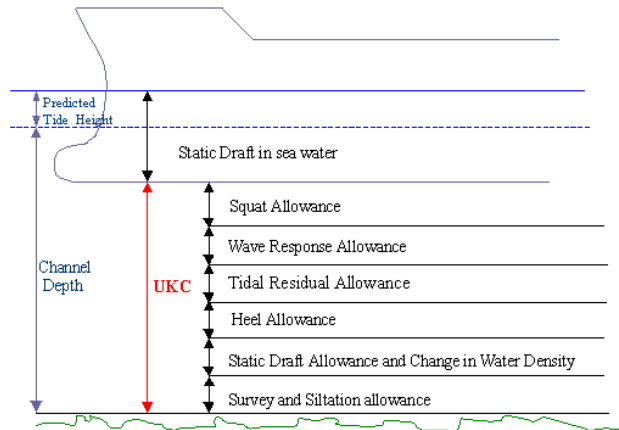 Predicted
Tide Height
Static Draft in sea water
Squat Allowance
Wave Response Allowance
Channel
Depth
UKC
Tidal Residual Allowance
Heel Allowance
Static Draft Allowance and Change in Water Density
Survey and Siltation allowance